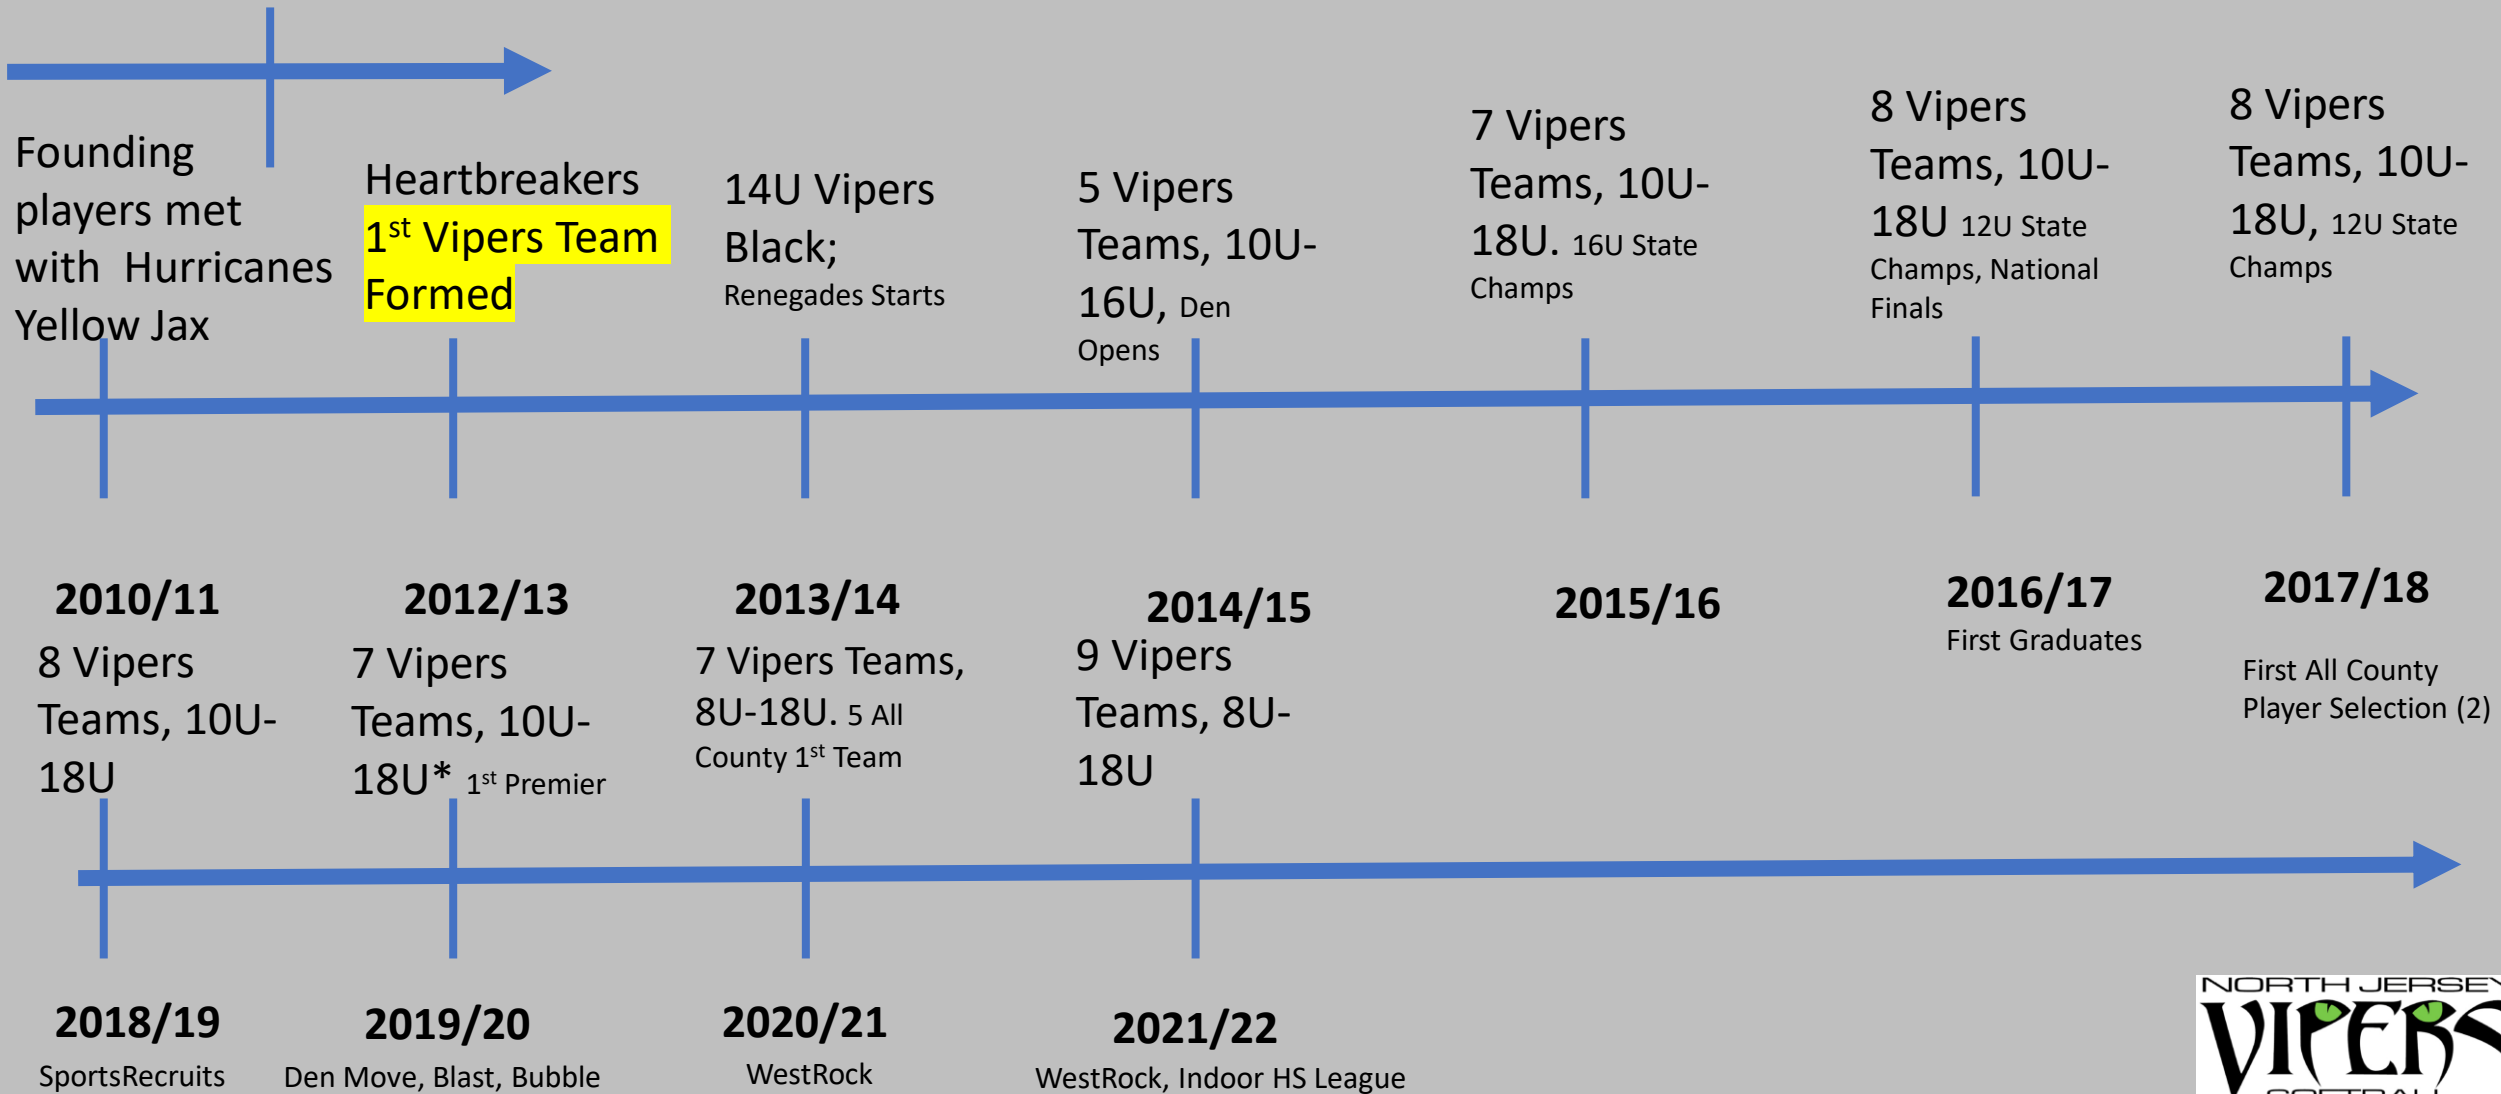 Founding
players met
with Hurricanes
Yellow Jax
Heartbreakers
1st Vipers Team
Formed
14U Vipers
Black;
Renegades Starts
5 Vipers
Teams, 10U-
16U, Den
Opens
7 Vipers
Teams, 10U-
18U. 16U State
Champs
8 Vipers
Teams, 10U-
18U 12U State
Champs, National
Finals
8 Vipers
Teams, 10U-
18U, 12U State
Champs
2010/11
2012/13
2013/14
2014/15
2015/16
2016/17
First Graduates
2017/18
First All County
Player Selection (2)
8 Vipers
Teams, 10U-
18U
7 Vipers
Teams, 10U-
18U* 1st Premier
7 Vipers Teams,
8U-18U. 5 All
County 1st Team
9 Vipers
Teams, 8U-
18U
2018/19
SportsRecruits
2019/20
Den Move, Blast, Bubble
2020/21
WestRock
2021/22
WestRock, Indoor HS League
NORTH JERSEY
VIPERS
SOFTBALL